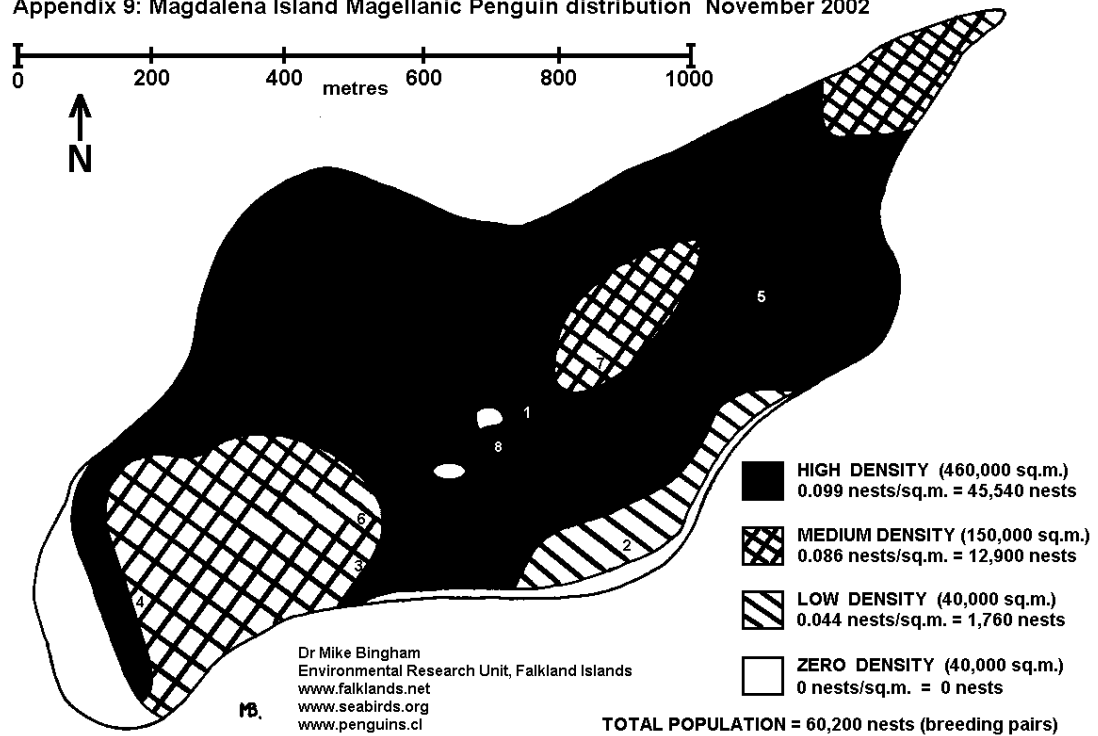 Appendix 9: Magdalena Island Magellanic Penguin distribution November 2002
0 200 400 600 800 1000
metres
N
5
7
1
8
6
3
2
4
HIGH DENSITY (460,000 sq.m.)
0.099 nests/sq.m. = 45,540 nests
MEDIUM DENSITY (150,000 sq.m.)
0.086 nests/sq.m. = 12,900 nests
LOW DENSITY (40,000 sq.m.)
0.044 nests/sq.m. = 1,760 nests
ZERO DENSITY (40,000 sq.m.)
0 nests/sq.m. = 0 nests
Dr Mike Bingham
Environmental Research Unit, Falkland Islands
www.falklands.net
www.seabirds.org
www.penguins.cl
MB.
TOTAL POPULATION = 60,200 nests (breeding pairs)